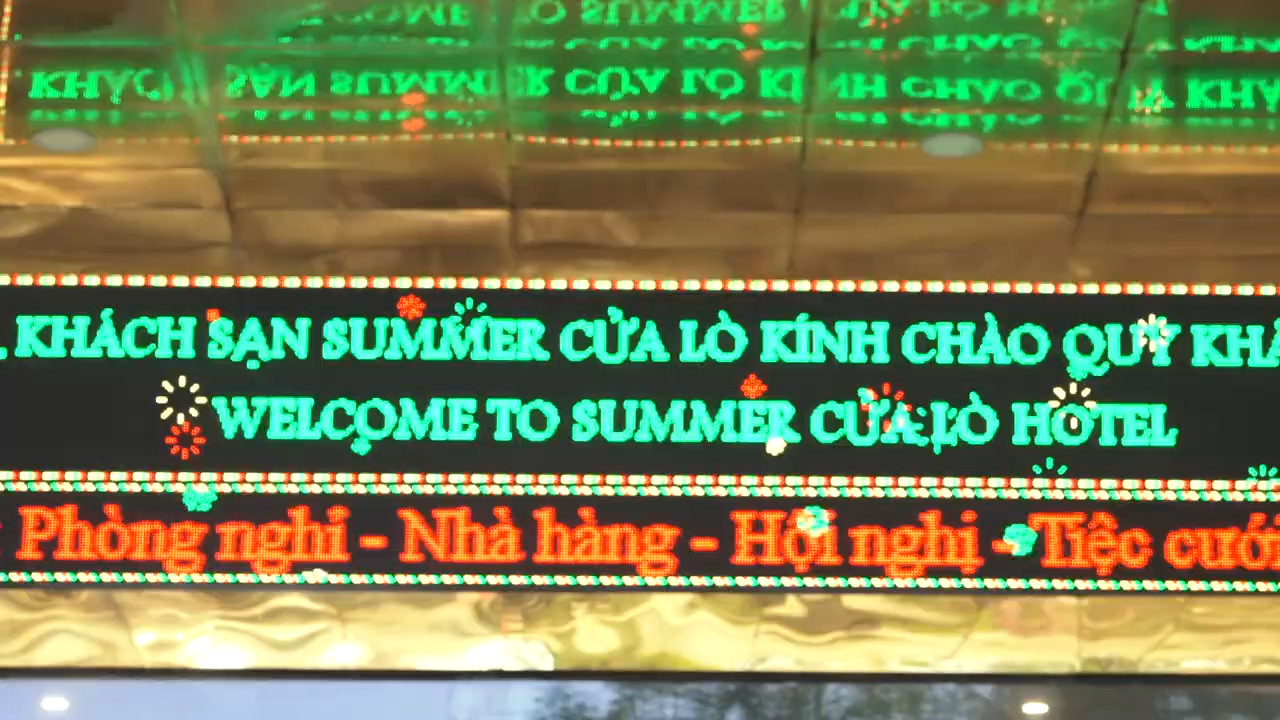 KHÁCH SẠN SUMMER CỬA LÒ KÍNH CHÀO QUÝ
WELCOME TO SUMMER CỬA LÒ HOTEL
Phòng nghỉ - Nhà hàng - Hội nghị - Tiệc cưới